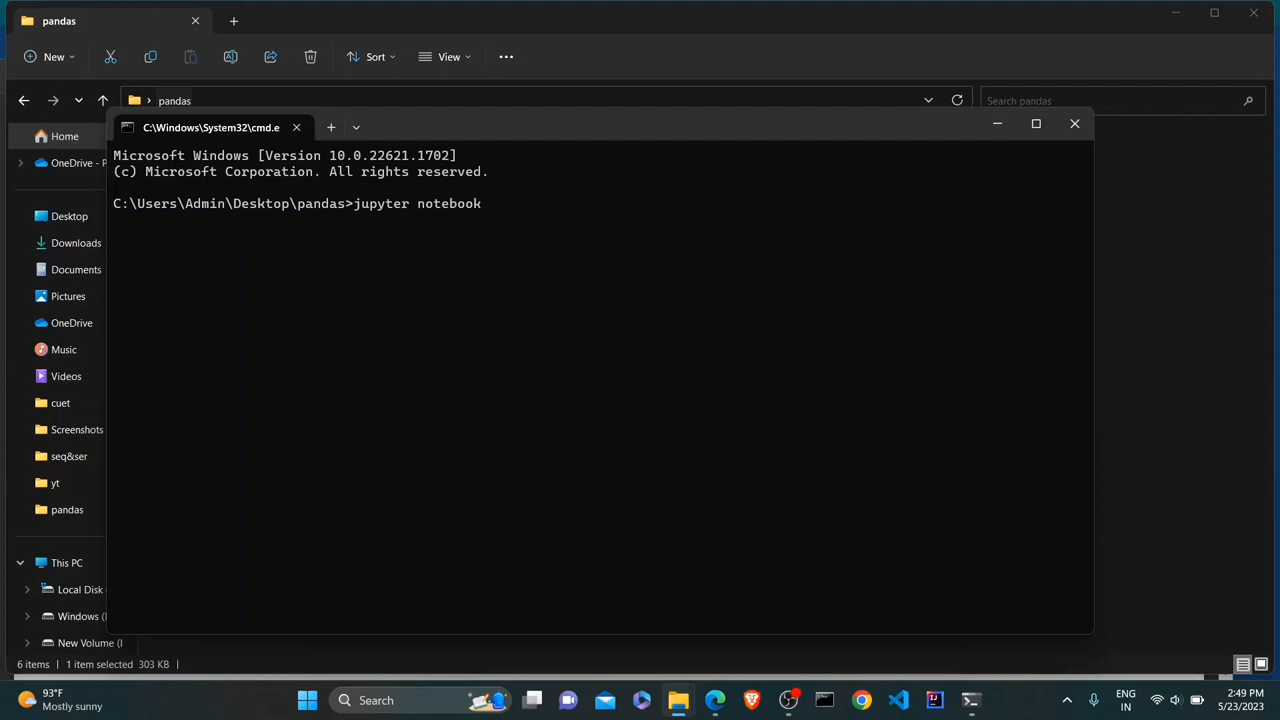 pandas
New
Sort
View
pandas
Search pandas
Home
OneDrive - P
Desktop
Downloads
Documents
Pictures
OneDrive
Music
Videos
cuet
Screenshots
seq&ser
yt
pandas
This PC
Local Disk (
Windows (
New Volume (I
C:\Windows\System32\cmd.e
Microsoft Windows [Version 10.0.22621.1702]
(c) Microsoft Corporation. All rights reserved.
C:\Users\Admin\Desktop\pandas>jupyter notebook
6 items
1 item selected 303 KB
93°F
Mostly sunny
Search
ENG
IN
2:49 PM
5/23/2023